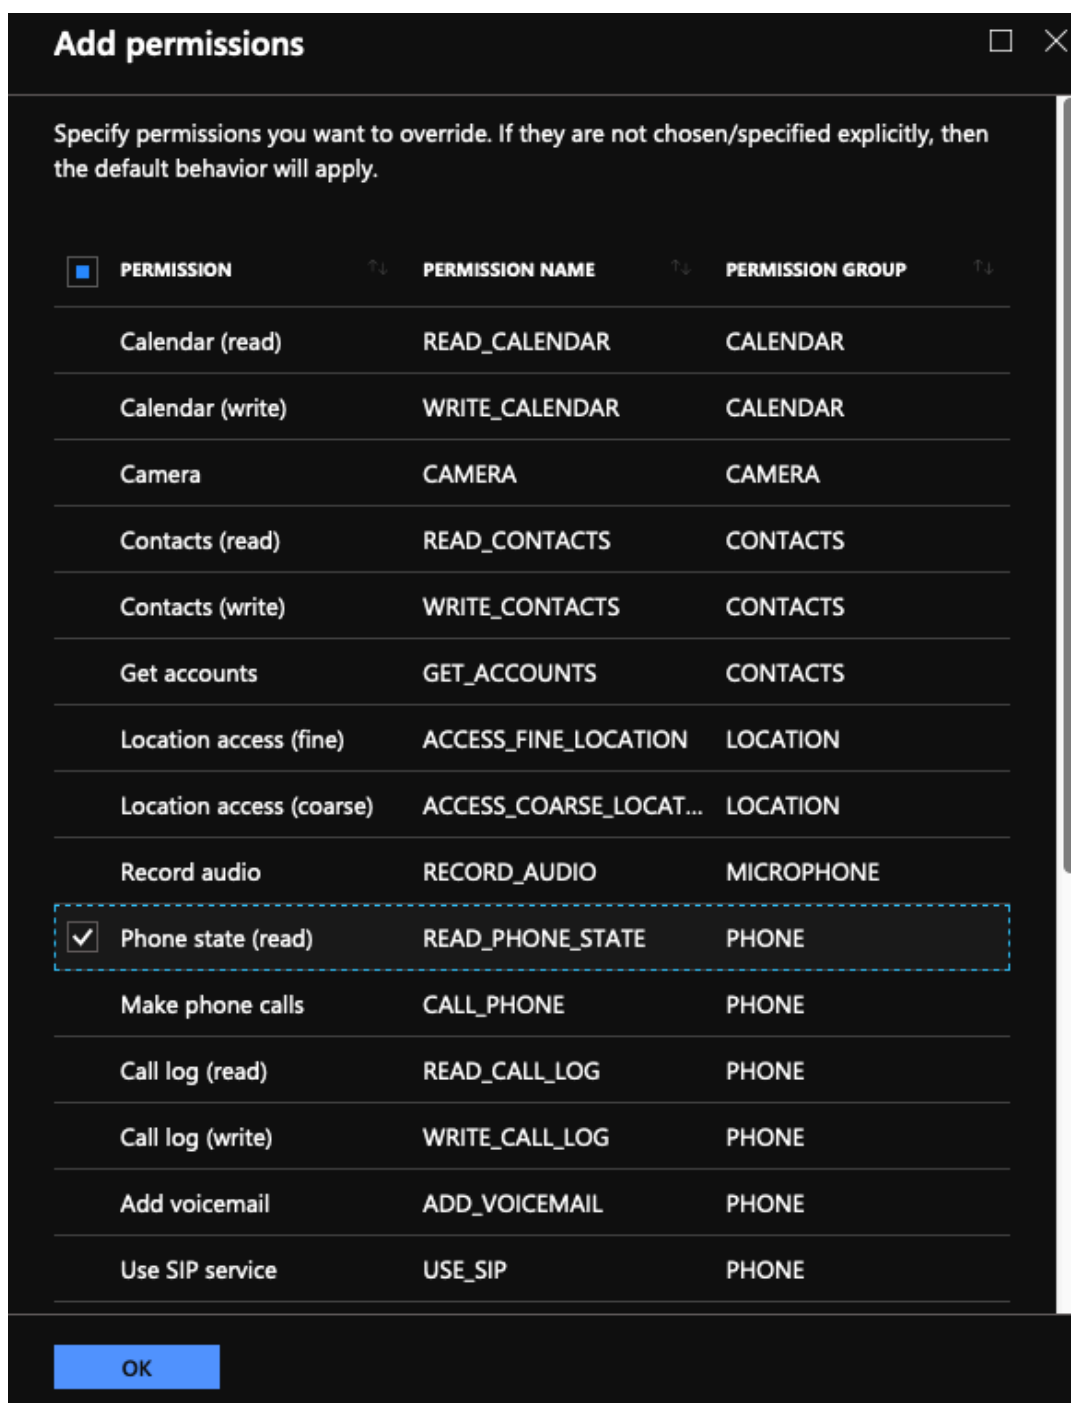 Add permissions
Specify permissions you want to override. If they are not chosen/specified explicitly, then
the default behavior will apply.
PERMISSION PERMISSION NAME PERMISSION GROUP
Calendar (read) READ_CALENDAR CALENDAR
Calendar (write) WRITE_CALENDAR CALENDAR
Camera CAMERA CAMERA
Contacts (read) READ_CONTACTS CONTACTS
Contacts (write) WRITE_CONTACTS CONTACTS
Get accounts GET_ACCOUNTS CONTACTS
Location access (fine) ACCESS_FINE_LOCATION LOCATION
Location access (coarse) ACCESS_COARSE_LOCAT... LOCATION
Record audio RECORD_AUDIO MICROPHONE
Phone state (read) READ_PHONE_STATE PHONE
Make phone calls CALL_PHONE PHONE
Call log (read) READ_CALL_LOG PHONE
Call log (write) WRITE_CALL_LOG PHONE
Add voicemail ADD_VOICEMAIL PHONE
Use SIP service USE_SIP PHONE
OK